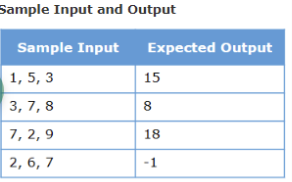 Sample Input and Output
Sample Input Expected Output
1, 5, 3 15
3, 7, 8 8
7, 2, 9 18
2, 6, 7 -1